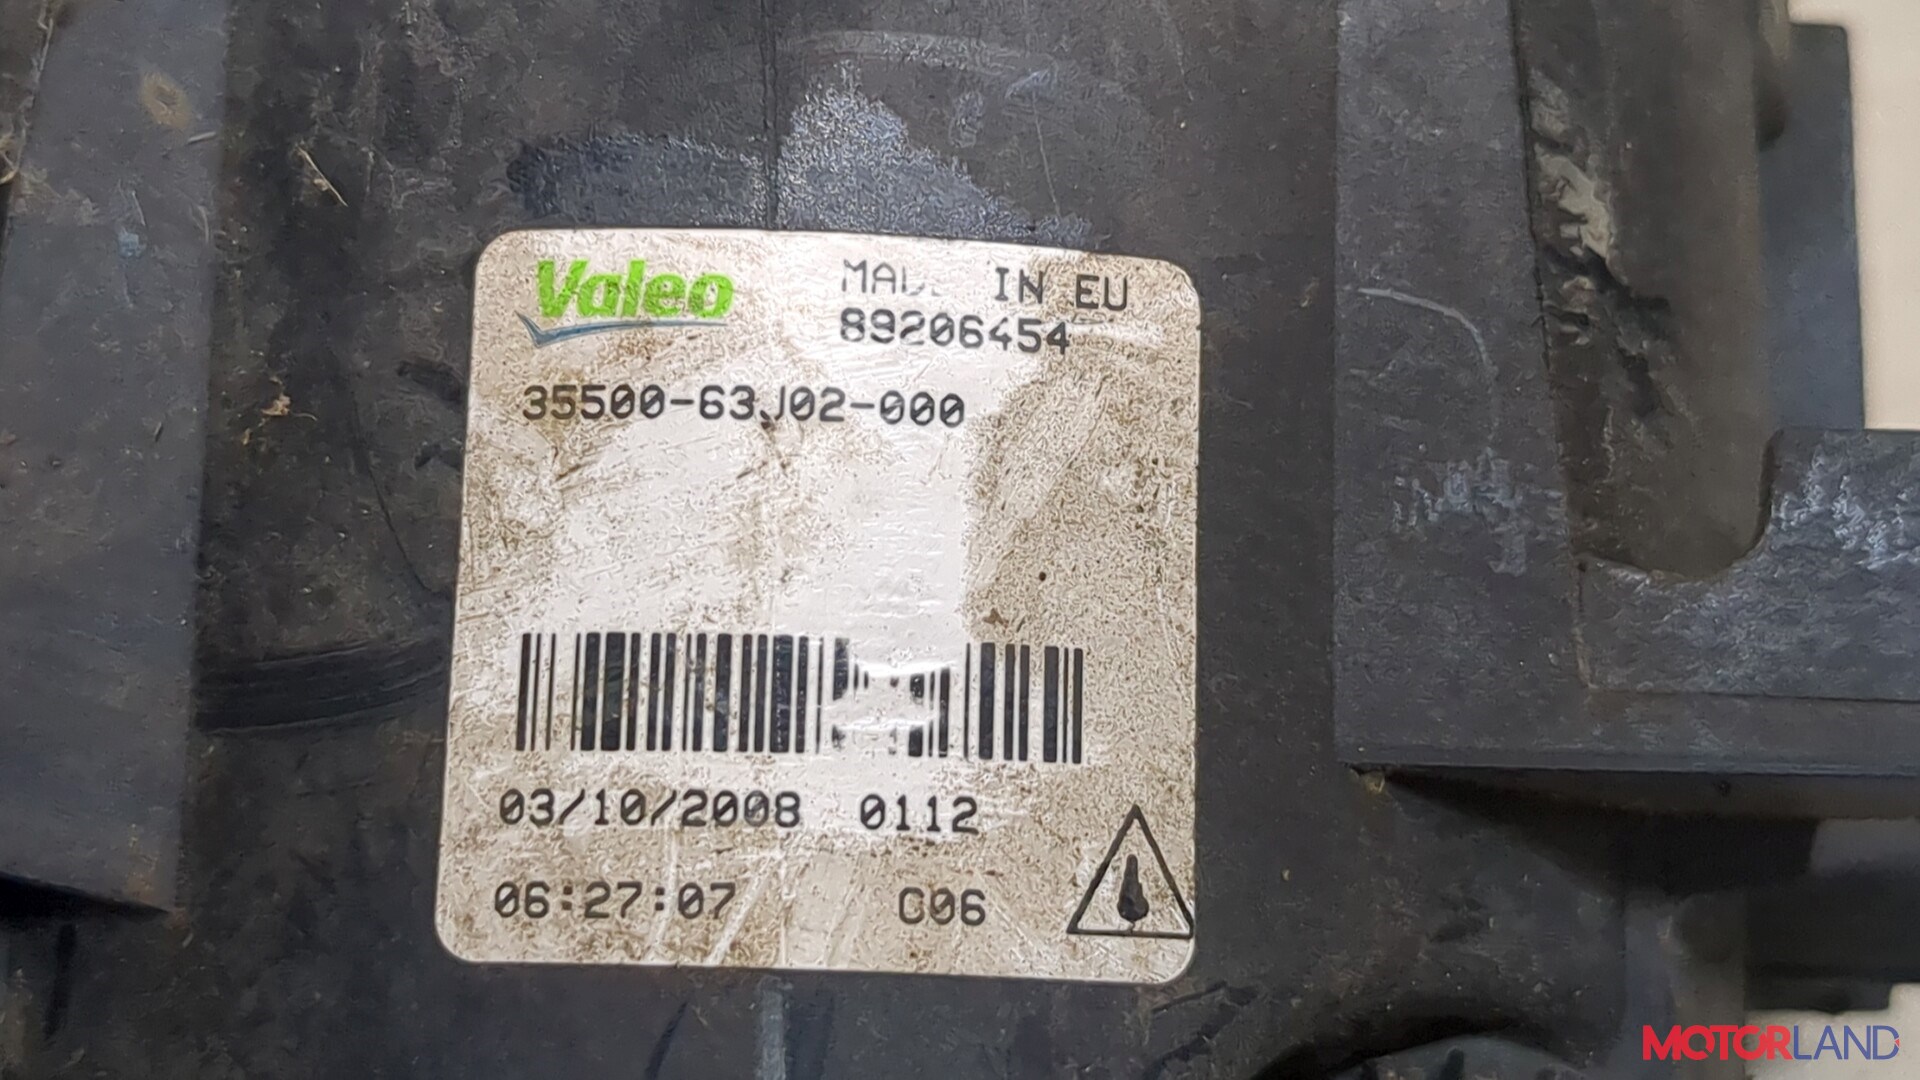 Valeo
MADE IN EU
89206454
35500-63J02-000
03/10/2008 0112
06:27:07 C06
MOTORLAND